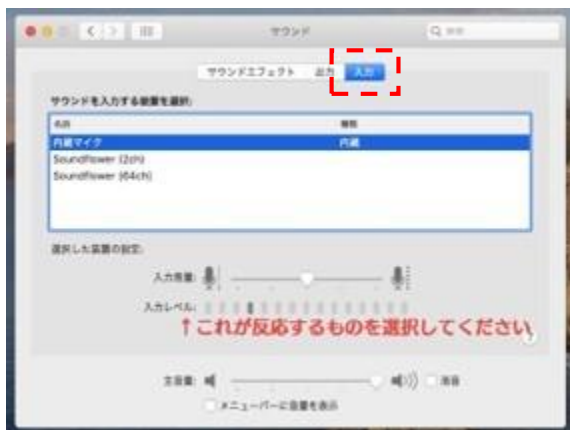 サウンド
検索
サウンドエフェクト 出力 入力
サウンドを入力する装置を選択:
名前 種類
内蔵マイク 内蔵
Soundflower (2ch)
Soundflower (64ch)
選択した装置の設定:
入力音量:
入力レベル:
↑これが反応するものを選択してください
?
主音量: 消音
メニューバーに音量を表示